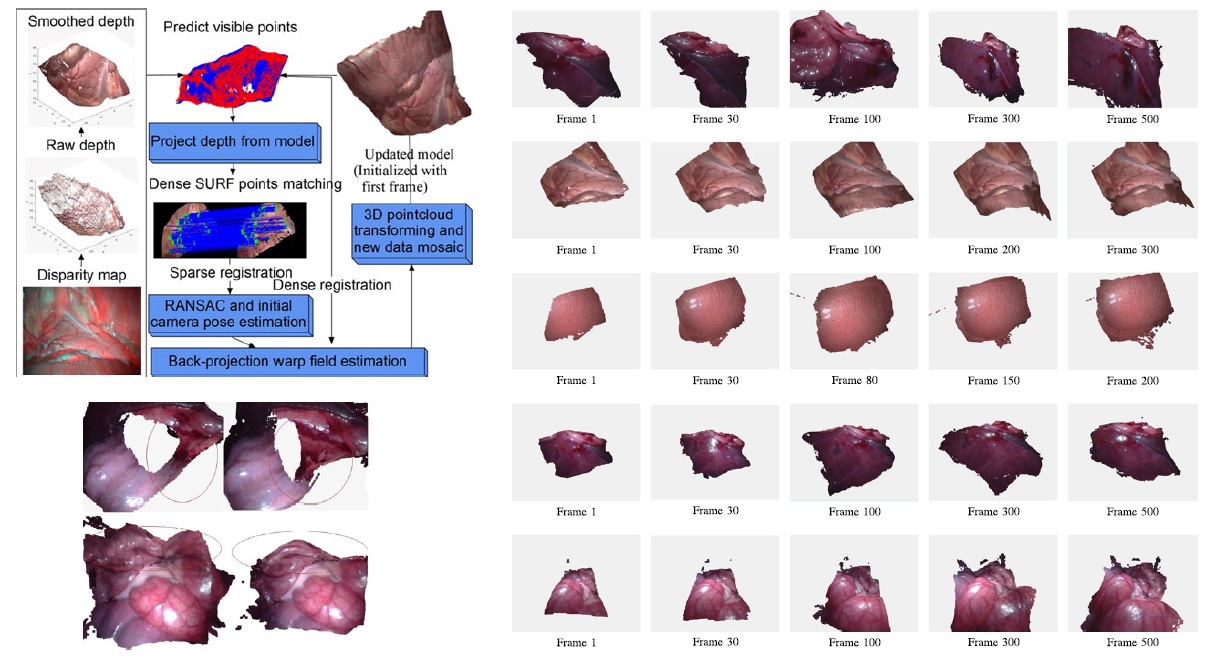 Smoothed depth
Raw depth
Disparity map
Predict visible points
Project depth from model
Dense SURF points matching
Sparse registration
Dense registration
RANSAC and initial
camera pose estimation
Back-projection warp field estimation
Updated model
(Initialized with
first frame)
3D pointcloud
transforming and
new data mosaic
Frame 1
Frame 30
Frame 100
Frame 300
Frame 500
Frame 1
Frame 30
Frame 100
Frame 200
Frame 300
Frame 1
Frame 30
Frame 80
Frame 150
Frame 200
Frame 1
Frame 30
Frame 100
Frame 300
Frame 500
Frame 1
Frame 30
Frame 100
Frame 300
Frame 500